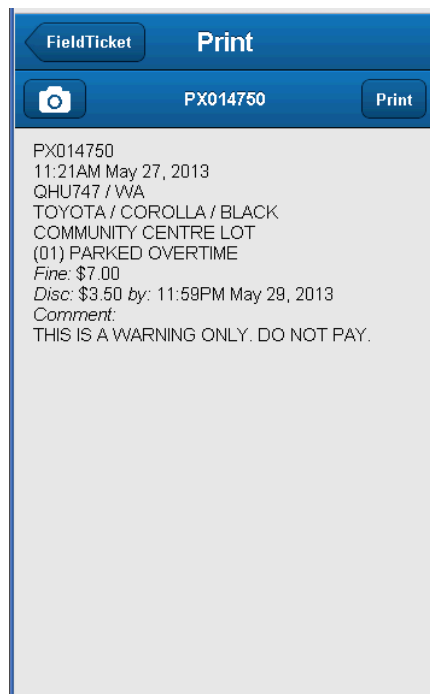 FieldTicket
Print
PX014750
Print
PX014750
11:21AM May 27, 2013
QHU747 / WA
TOYOTA / COROLLA / BLACK
COMMUNITY CENTRE LOT
(01) PARKED OVERTIME
Fine: $7.00
Disc: $3.50 by: 11:59PM May 29, 2013
Comment:
THIS IS A WARNING ONLY. DO NOT PAY.